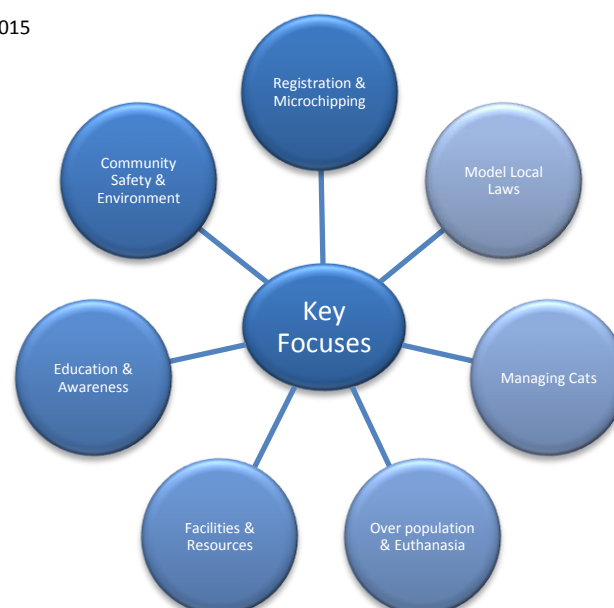 015
Registration &
Microchipping
Model Local
Laws
Managing Cats
Over population
& Euthanasia
Facilities &
Resources
Education &
Awareness
Community
Safety &
Environment
Key
Focuses